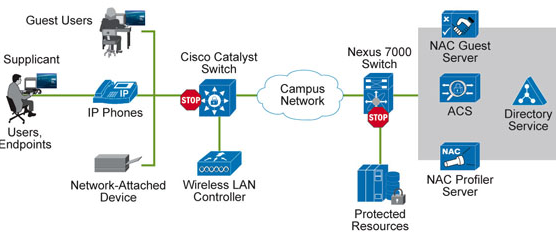 Guest Users
Supplicant
Users,
Endpoints
IP
IP Phones
Network-Attached
Device
Cisco Catalyst
Switch
STOP
Wireless LAN
Controller
Campus
Network
Nexus 7000
Switch
STOP
Protected
Resources
NAC Guest
Server
ACS
NAC
NAC Profiler
Server
Directory
Service